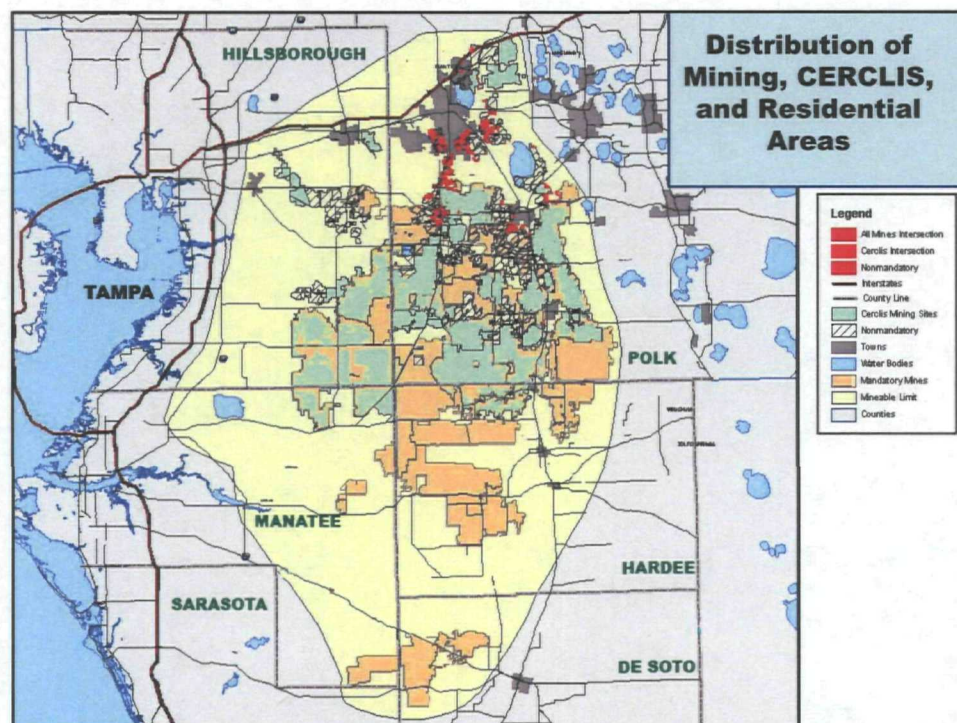 Distribution of
Mining, CERCLIS,
and Residential
Areas
HILLSBOROUGH
TAMPA
POLK
MANATEE
HARDEE
SARASOTA
DE SOTO
Legend
All Mines Intersection
Cerclis Intersection
Nonmandatory
Interstates
County Line
Cerclis Mining Sites
Nonmandatory
Towns
Water Bodies
Mandatory Mines
Mineable Limit
Counties